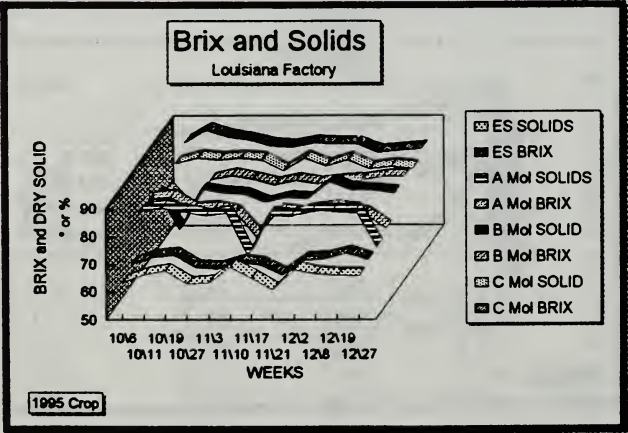 Brix and Solids
Louisiana Factory
BRIX and DRY SOLID
° or %
90
80
70
60
50
10\6 10\19 11\3 11\17 12\2 12\19
10\11 10\27 11\10 11\21 12\8 12\27
WEEKS
1995 Crop
ES SOLIDS
ES BRIX
A Mol SOLIDS
A Mol BRIX
B Mol SOLID
B Mol BRIX
C Mol SOLID
C Mol BRIX